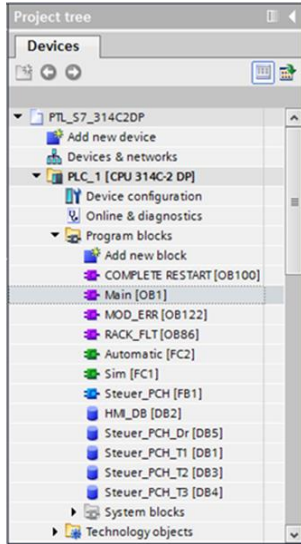 Project tree
Devices
PTL_S7_314C2DP
Add new device
Devices & networks
PLC_1 [CPU 314C-2 DP]
Device configuration
Online & diagnostics
Program blocks
Add new block
COMPLETE RESTART [OB100]
Main [OB1]
MOD_ERR [OB122]
RACK_FLT [OB86]
Automatic [FC2]
Sim [FC1]
Steuer_PCH [FB1]
HMI_DB [DB2]
Steuer_PCH_Dr [DB5]
Steuer_PCH_T1 [DB1]
Steuer_PCH_T2 [DB3]
Steuer_PCH_T3 [DB4]
System blocks
Technology objects